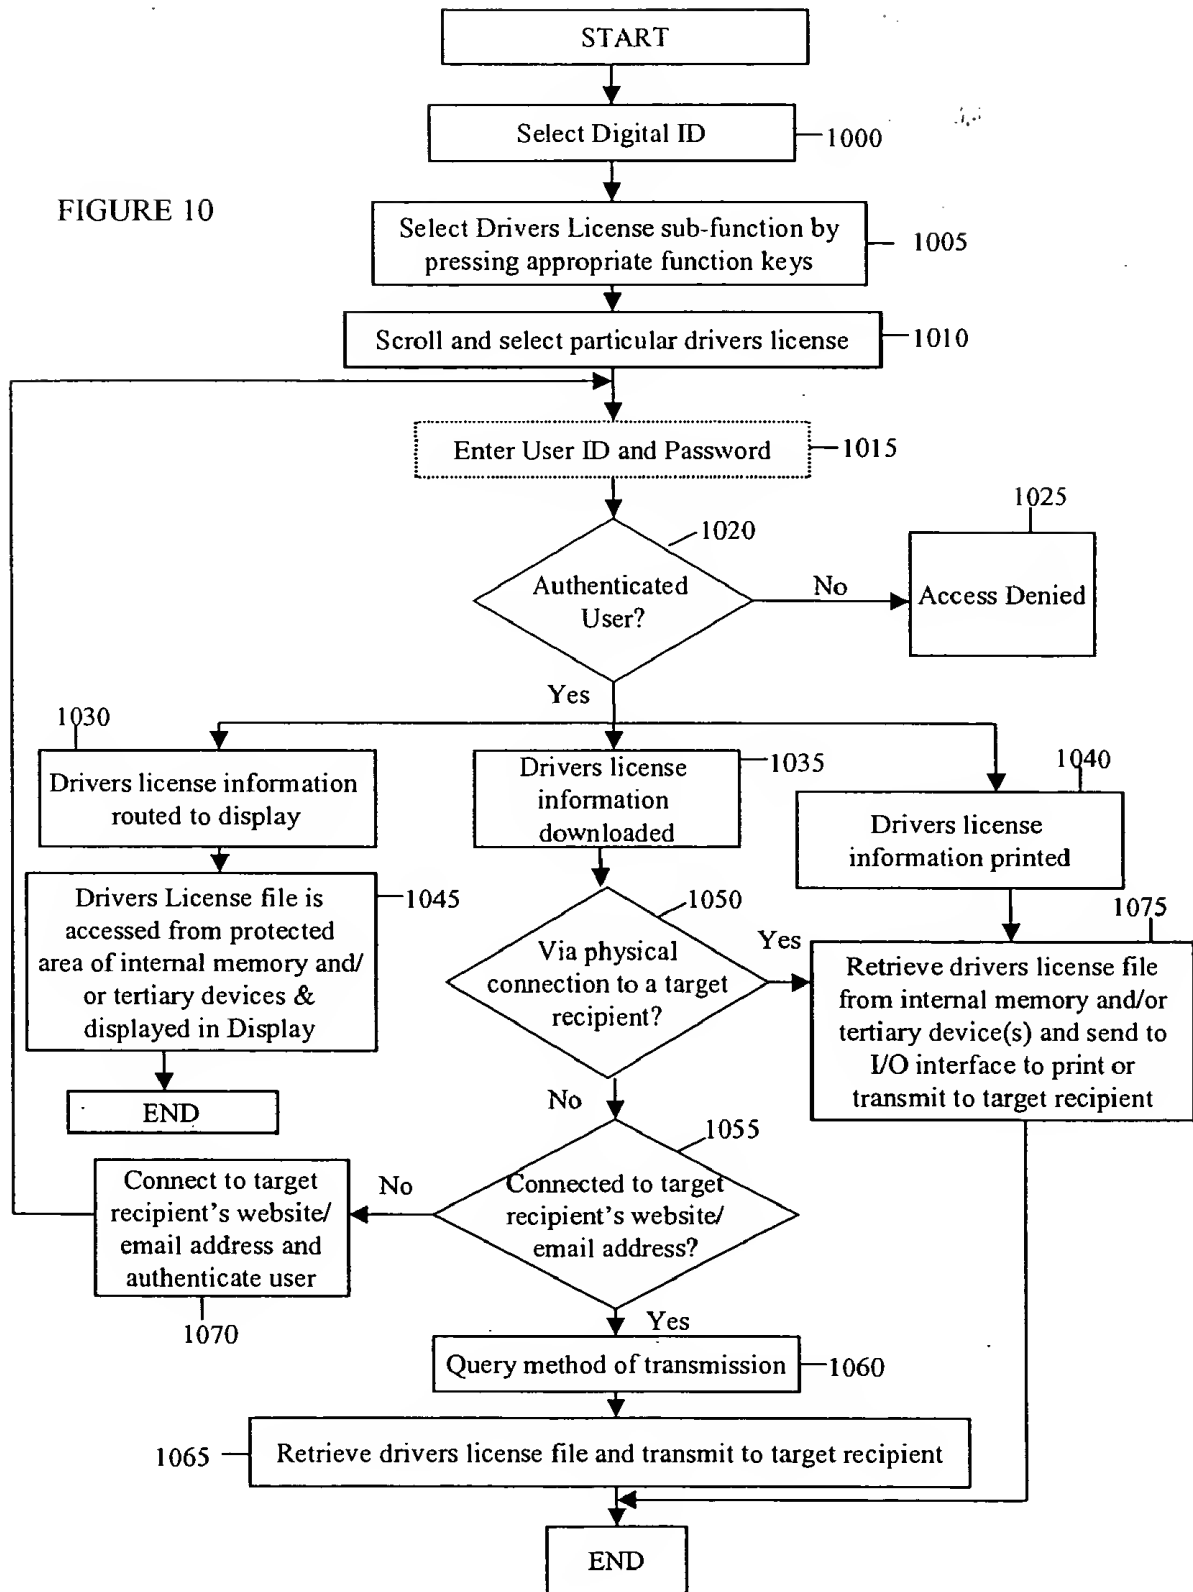 START
Select Digital ID
1000
FIGURE 10
Select Drivers License sub-function by
pressing appropriate function keys
1005
Scroll and select particular drivers license
1010
Enter User ID and Password
1015
1020
Authenticated
User?
No
1025
Access Denied
Yes
1030
Drivers license information
routed to display
1035
Drivers license
information
downloaded
1040
Drivers license
information printed
Drivers License file is
accessed from protected
area of internal memory and/
or tertiary devices &
displayed in Display
1045
END
1050
Via physical
connection to a target
recipient?
Yes
1075
Retrieve drivers license file
from internal memory and/or
tertiary device(s) and send to
I/O interface to print or
transmit to target recipient
No
1055
Connected to target
recipient's website/
email address?
No
Connect to target
recipient's website/
email address and
authenticate user
1070
Yes
Query method of transmission
1060
1065
Retrieve drivers license file and transmit to target recipient
END